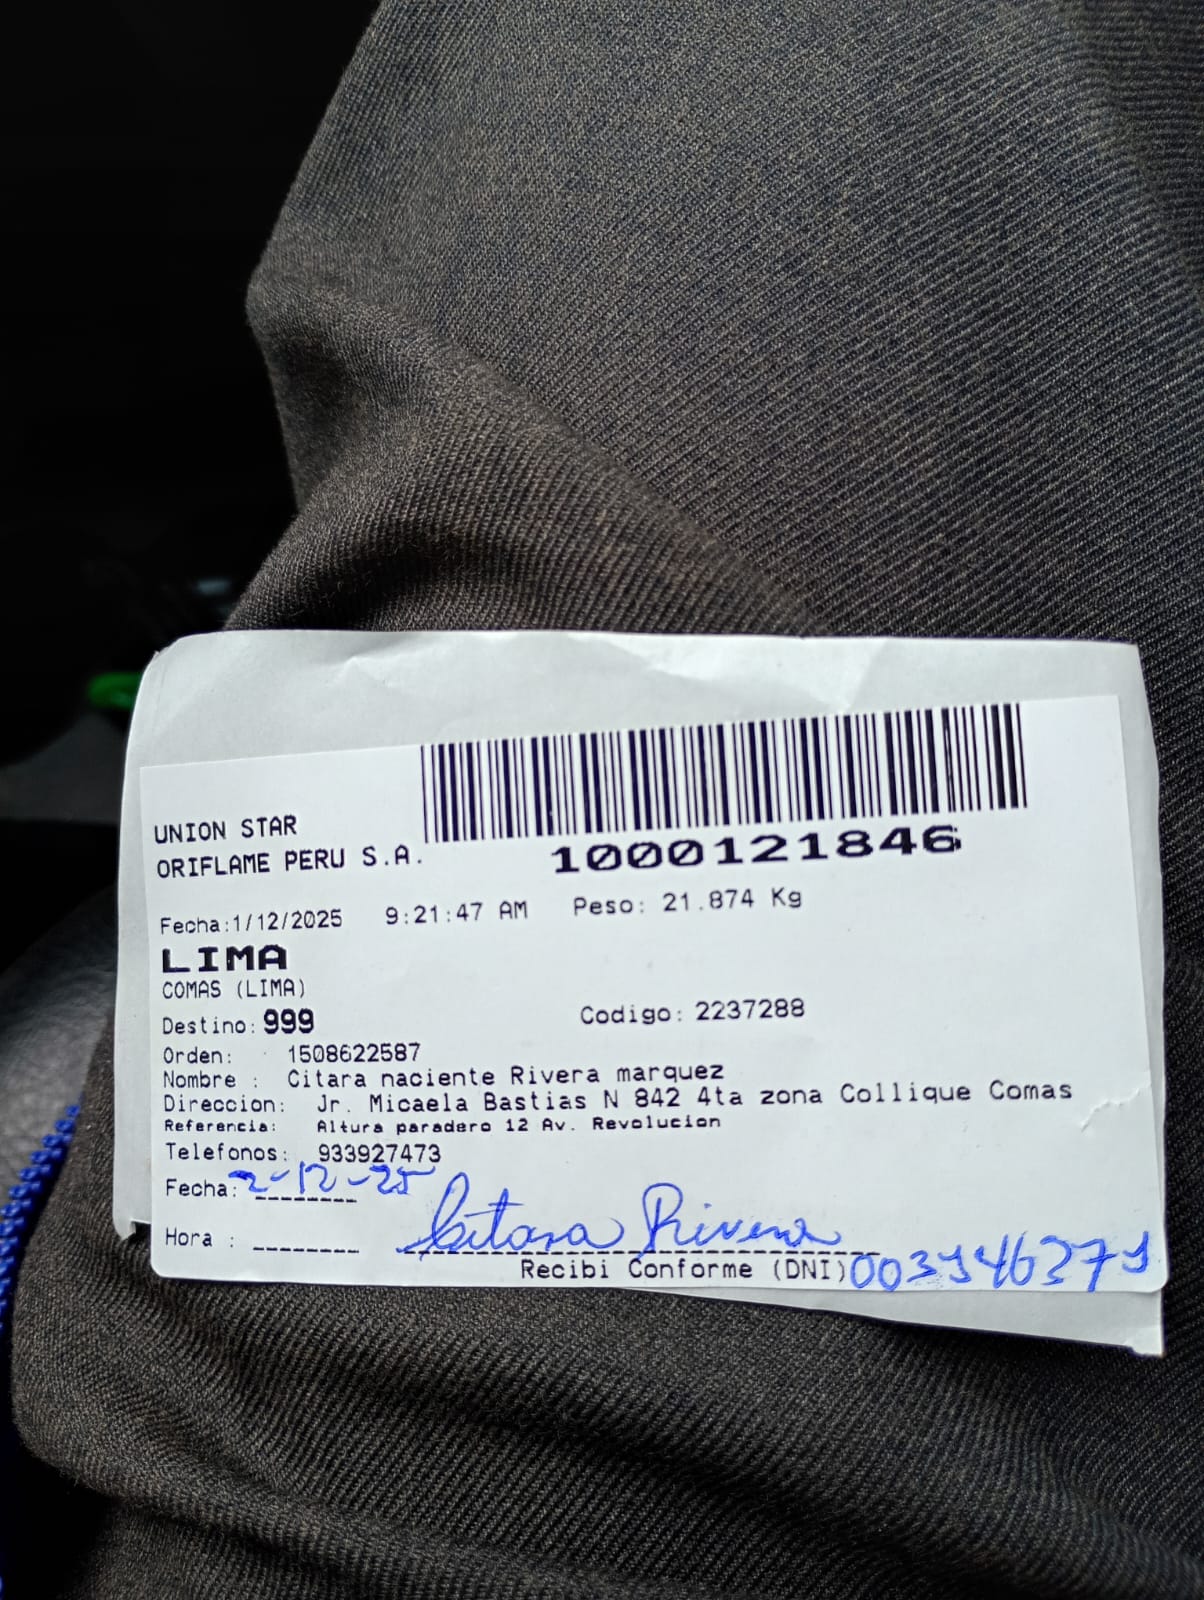 UNION STAR
ORIFLAME PERU S.A.
1000121846
Fecha:1/12/2025 9:21:47 AM Peso: 21.874 Kg
LIMA
COMAS (LIMA)
Destino: 999 Codigo: 2237288
Orden: 1508622587
Nombre : Citara naciente Rivera marquez
Direccion: Jr. Micaela Bastias N 842 4ta zona Collique Comas
Referencia: Altura paradero 12 Av. Revolucion
Telefonos: 933927473
Fecha: 2-12-25
Hora : Citara Rivera
Recibi Conforme (DNI)